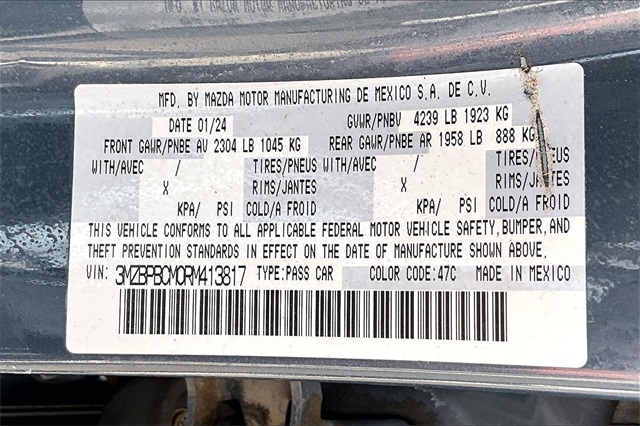 MFD. BY MAZDA MOTOR MANUFACTURING DE MEXICO S.A. DE C.V.
DATE 01/24 GVWR/PNBV 4239 LB 1923 KG
FRONT GAWR/PNBE AV 2304 LB 1045 KG REAR GAWR/PNBE AR 1958 LB 888 KG
WITH/AVEC / TIRES/PNEUS WITH/AVEC / TIRES/PNEUS
X RIMS/JANTES X RIMS/JANTES
KPA/ PSI COLD/A FROID KPA/ PSI COLD/A FROID
THIS VEHICLE CONFORMS TO ALL APPLICABLE FEDERAL MOTOR VEHICLE SAFETY, BUMPER, AND
THEFT PREVENTION STANDARDS IN EFFECT ON THE DATE OF MANUFACTURE SHOWN ABOVE.
VIN: 3MZBPBCM0RM413817 TYPE:PASS CAR COLOR CODE:47C MADE IN MEXICO